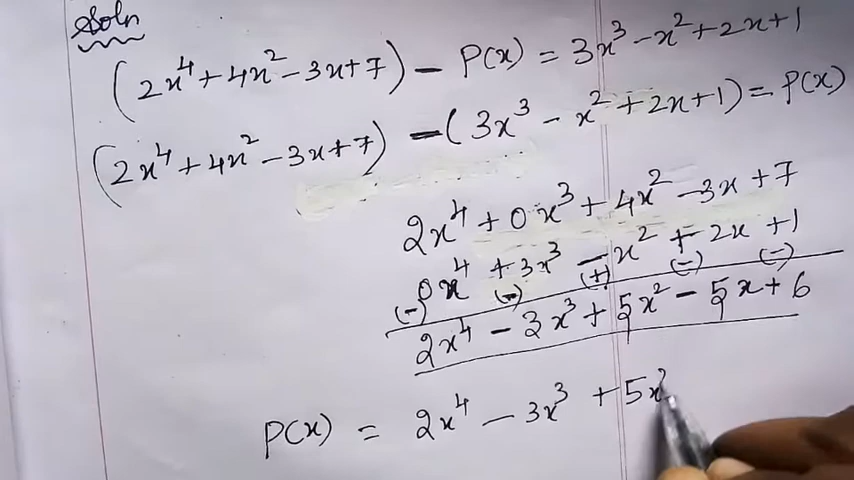 Soln
(2x⁴ + 4x² - 3x + 7) - P(x) = 3x³ - x² + 2x + 1
(2x⁴ + 4x² - 3x + 7) - (3x³ - x² + 2x + 1) = P(x)
2x⁴ + 0x³ + 4x² - 3x + 7
0x⁴ + 3x³ - x² + 2x + 1
(-) (-) (+) (-) (-)
2x⁴ - 3x³ + 5x² - 5x + 6
P(x) = 2x⁴ - 3x³ + 5x²